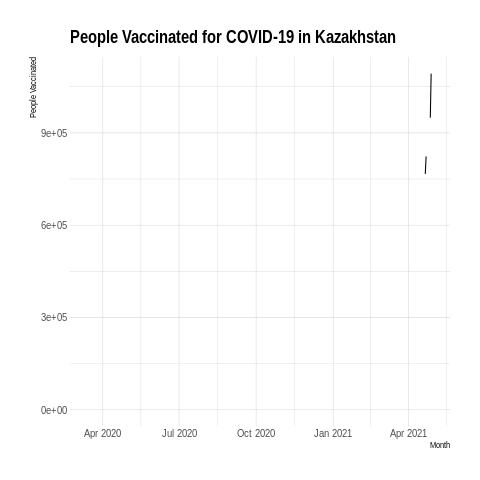 People Vaccinated for COVID-19 in Kazakhstan
People Vaccinated
9e+05
6e+05
3e+05
0e+00
Apr 2020 Jul 2020 Oct 2020 Jan 2021 Apr 2021
Month